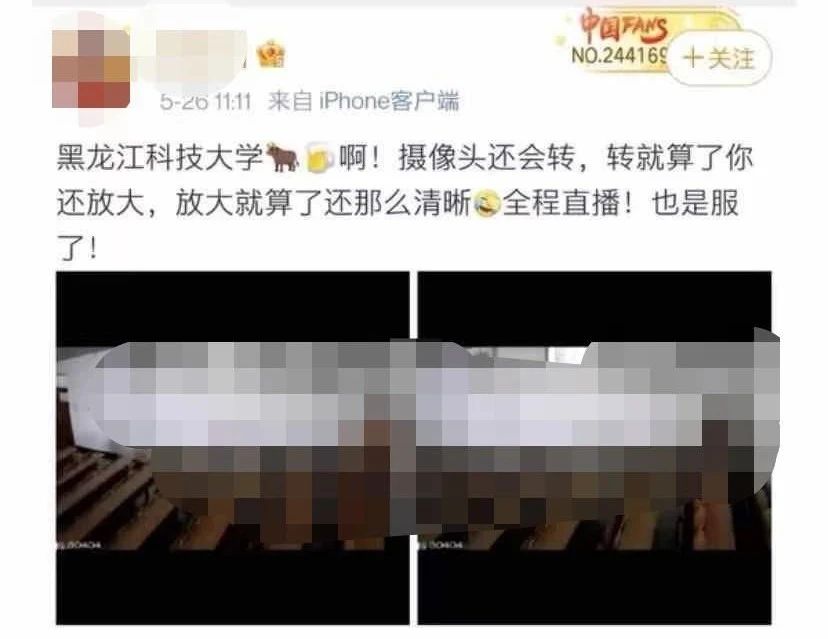 中国FANS
NO.244169
+关注
5-26 11:11 来自 iPhone客户端
黑龙江科技大学🐂🍺啊！摄像头还会转，转就算了你
还放大，放大就算了还那么清晰😂全程直播！也是服
了！